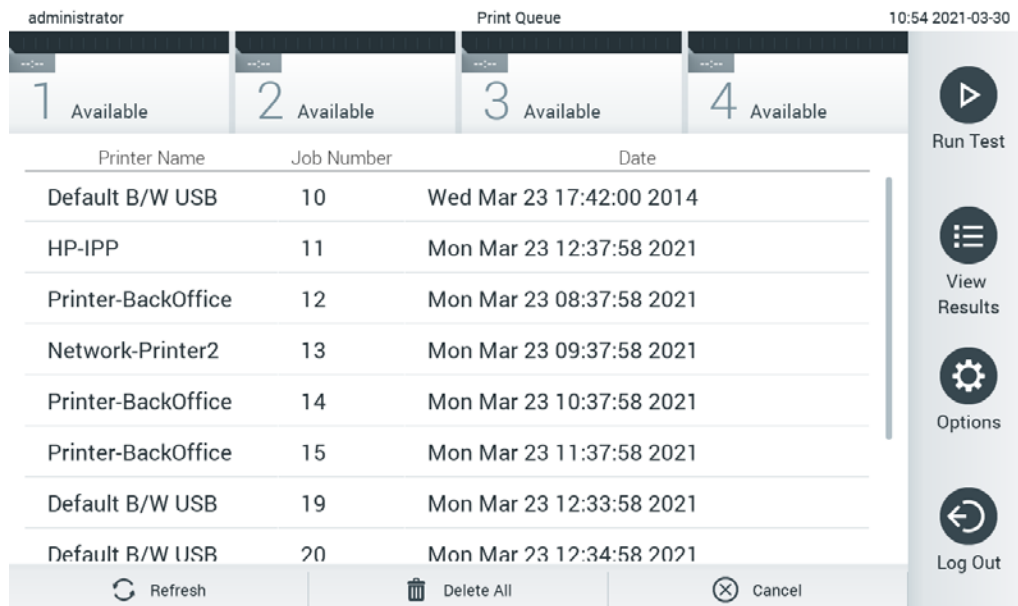 administrator Print Queue 10:54 2021-03-30
--:-- --:-- --:-- --:--
1 Available 2 Available 3 Available 4 Available
Run Test
Printer Name Job Number Date
Default B/W USB 10 Wed Mar 23 17:42:00 2014
HP-IPP 11 Mon Mar 23 12:37:58 2021
View
Results
Printer-BackOffice 12 Mon Mar 23 08:37:58 2021
Network-Printer2 13 Mon Mar 23 09:37:58 2021
Printer-BackOffice 14 Mon Mar 23 10:37:58 2021
Options
Printer-BackOffice 15 Mon Mar 23 11:37:58 2021
Default B/W USB 19 Mon Mar 23 12:33:58 2021
Default B/W USB 20 Mon Mar 23 12:34:58 2021
Log Out
Refresh Delete All Cancel